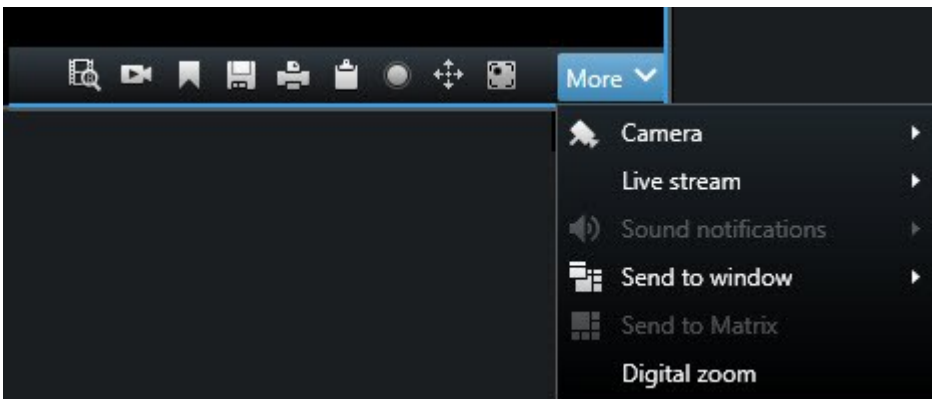 More
Camera
Live stream
Sound notifications
Send to window
Send to Matrix
Digital zoom